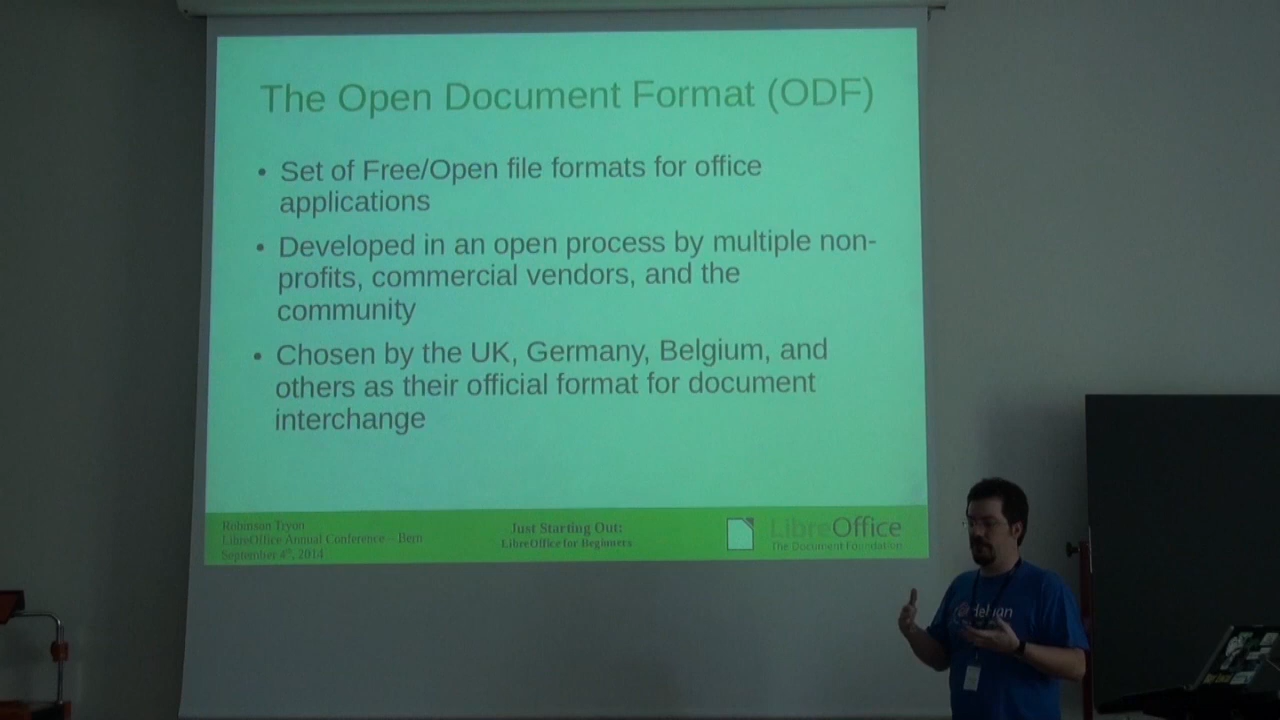 The Open Document Format (ODF)
• Set of Free/Open file formats for office
applications
• Developed in an open process by multiple non-
profits, commercial vendors, and the
community
• Chosen by the UK, Germany, Belgium, and
others as their official format for document
interchange
Robinson Tryon
LibreOffice Annual Conference – Bern
September 4th, 2014
Just Starting Out:
LibreOffice for Beginners
LibreOffice
The Document Foundation
debian